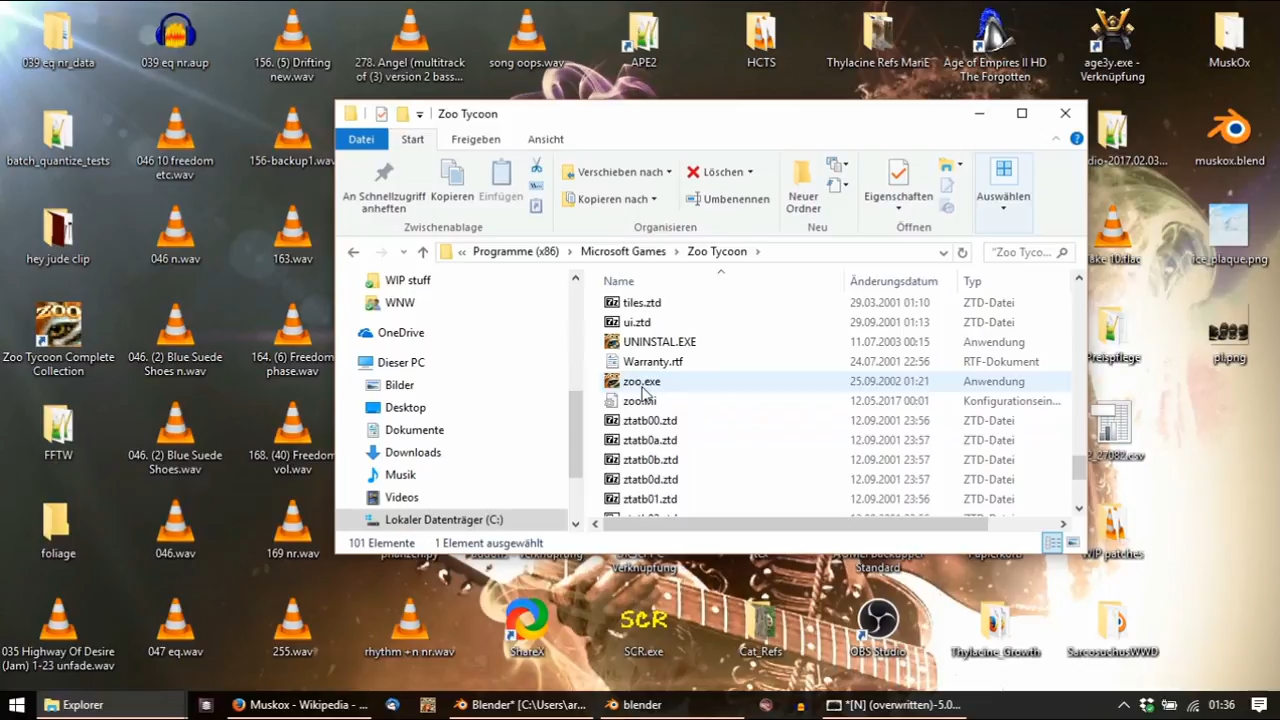 039 eq nr_data
039 eq nr.aup
156. (5) Drifting
new.wav
278. Angel (multitrack
of (3) version 2 bass...
song oops.wav
APE2
HCTS
Thylacine Refs MariE
Age of Empires II HD
The Forgotten
age3y.exe -
Verknüpfung
MuskOx
batch_quantize_tests
046 10 freedom
etc.wav
156-backup1.wav
muskox.blend
hey jude clip
046 n.wav
163.wav
ice_plaque.png
ZOO
Zoo Tycoon Complete
Collection
046. (2) Blue Suede
Shoes n.wav
164. (6) Freedom
phase.wav
Preispflege
pli.png
FFTW
046. (2) Blue Suede
Shoes.wav
168. (40) Freedom
vol.wav
foliage
046.wav
169 nr.wav
WIP patches
Verknüpfung
Standard
035 Highway Of Desire
(Jam) 1-23 unfade.wav
047 eq.wav
255.wav
rhythm +n nr.wav
ShareX
SCR
SCR.exe
Cat_Refs
OBS Studio
Thylacine_Growth
SarcosuchusWWD
Zoo Tycoon
Datei
Start
Freigeben
Ansicht
An Schnellzugriff
anheften
Kopieren
Einfügen
Zwischenablage
Verschieben nach
Kopieren nach
Löschen
Umbenennen
Organisieren
Neuer
Ordner
Neu
Eigenschaften
Öffnen
Auswählen
« Programme (x86) > Microsoft Games > Zoo Tycoon >
"Zoo Tyco...
WIP stuff
WNW
OneDrive
Dieser PC
Bilder
Desktop
Dokumente
Downloads
Musik
Videos
Lokaler Datenträger (C:)
Name Änderungsdatum Typ
tiles.ztd 29.03.2001 01:10 ZTD-Datei
ui.ztd 29.09.2001 01:13 ZTD-Datei
UNINSTAL.EXE 11.07.2003 00:15 Anwendung
Warranty.rtf 24.07.2001 22:56 RTF-Dokument
zoo.exe 25.09.2002 01:21 Anwendung
zoo.ini 12.05.2017 00:01 Konfigurationsein...
ztatb00.ztd 12.09.2001 23:56 ZTD-Datei
ztatb0a.ztd 12.09.2001 23:57 ZTD-Datei
ztatb0b.ztd 12.09.2001 23:57 ZTD-Datei
ztatb0d.ztd 12.09.2001 23:57 ZTD-Datei
ztatb01.ztd 12.09.2001 23:56 ZTD-Datei
101 Elemente 1 Element ausgewählt
Explorer
Muskox - Wikipedia - ...
Blender* [C:\Users\ar...
blender
*[N] (overwritten)-5.0...
01:36